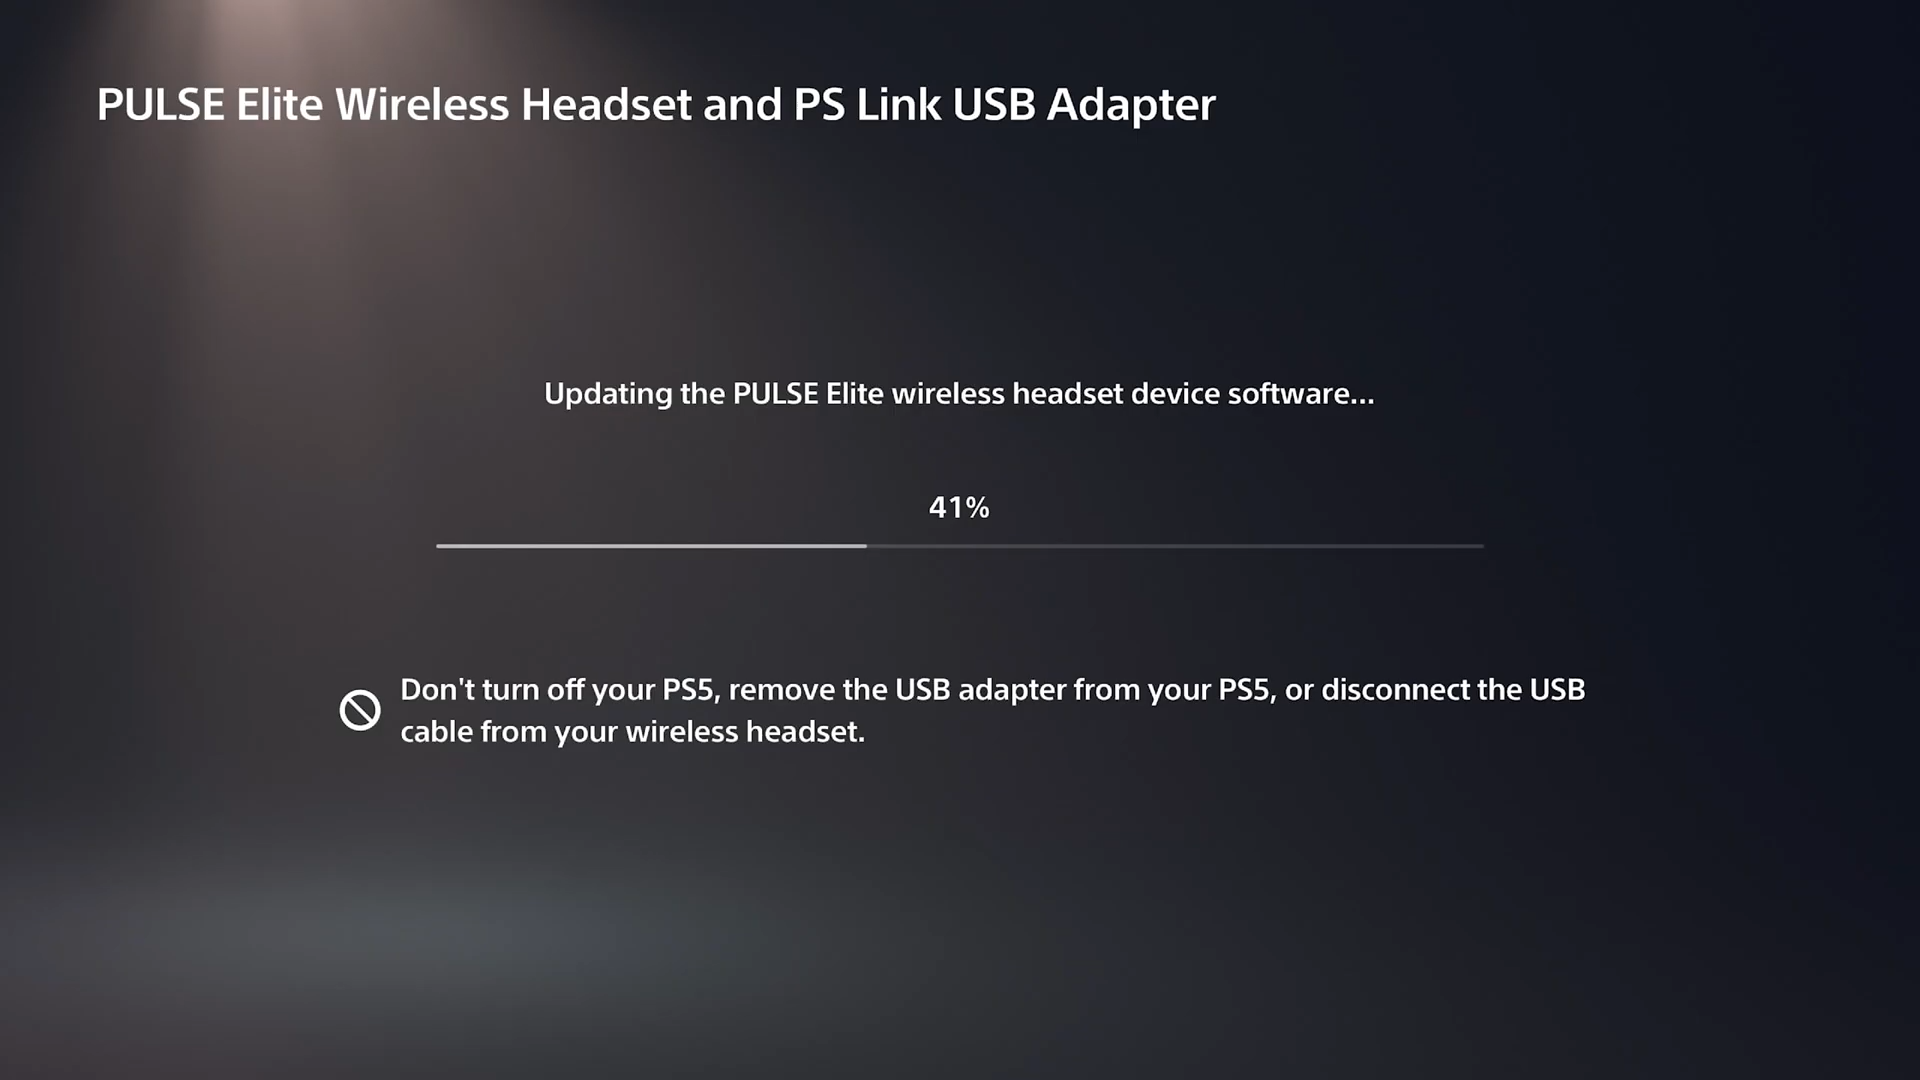 PULSE Elite Wireless Headset and PS Link USB Adapter
Updating the PULSE Elite wireless headset device software...
41%
Don't turn off your PS5, remove the USB adapter from your PS5, or disconnect the USB
cable from your wireless headset.